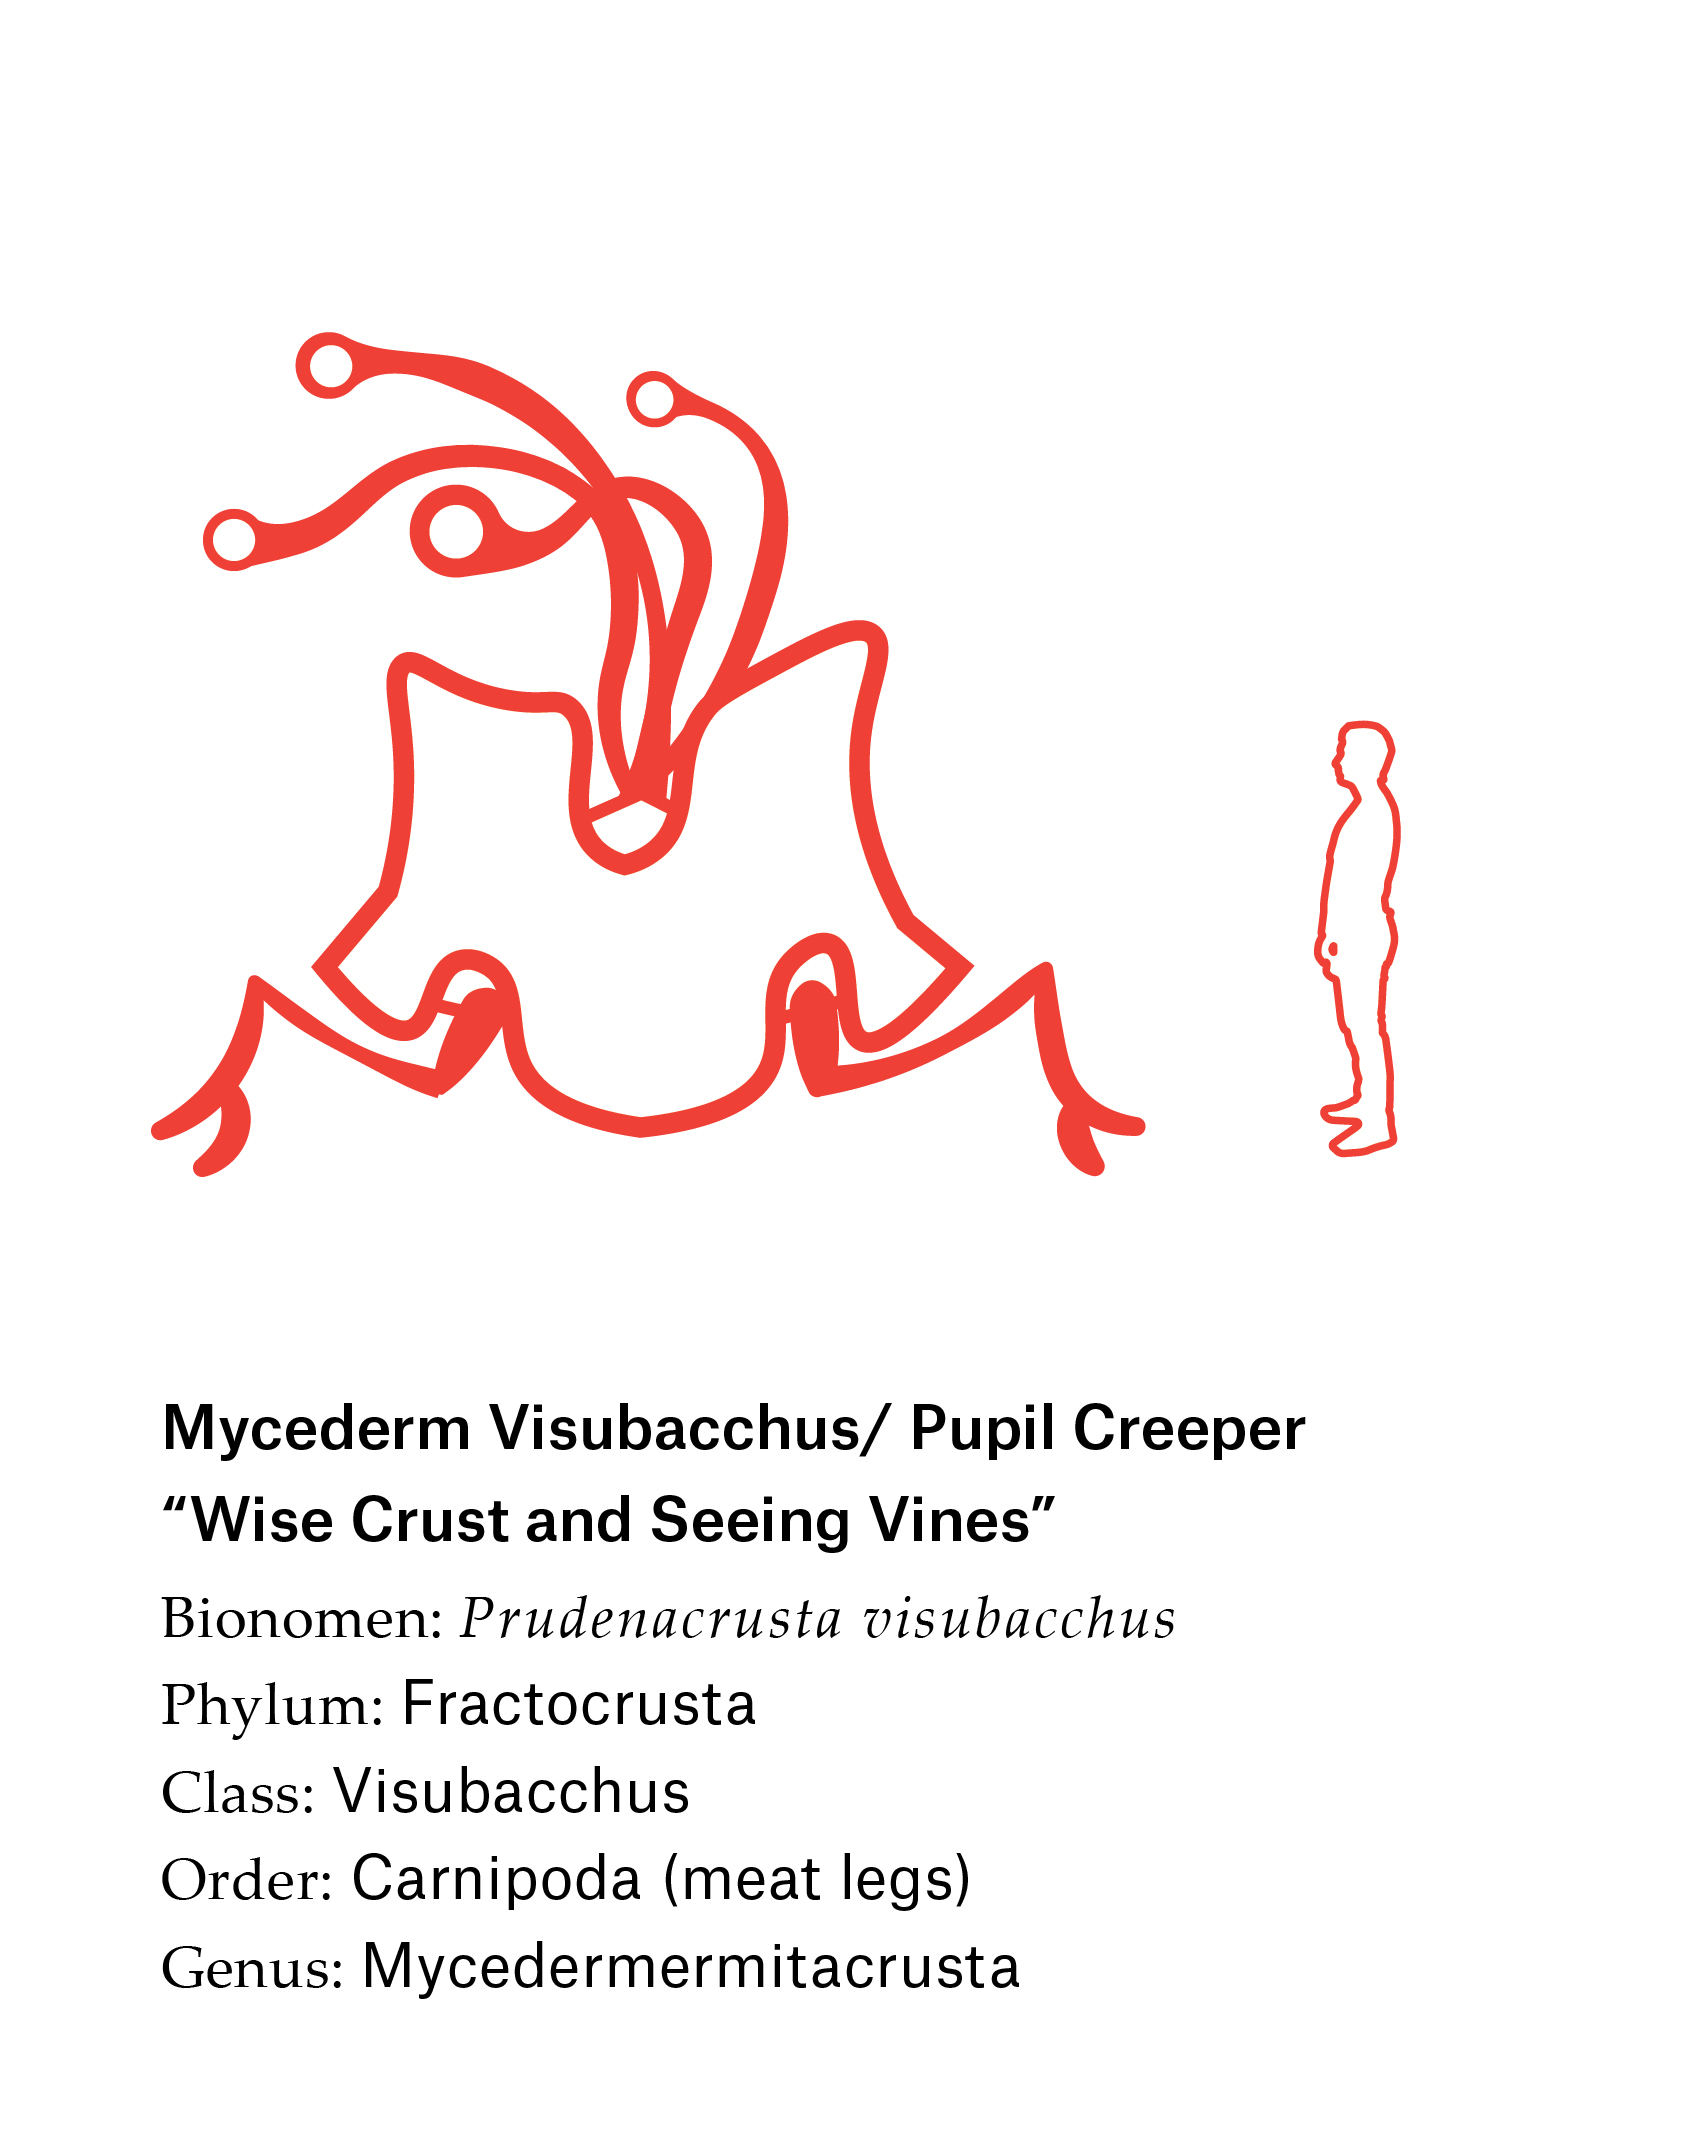 Mycederm Visubacchus/ Pupil Creeper
“Wise Crust and Seeing Vines”
Bionomen: Prudenacrusta visubacchus
Phylum: Fractocrusta
Class: Visubacchus
Order: Carnipoda (meat legs)
Genus: Mycedermermitacrusta